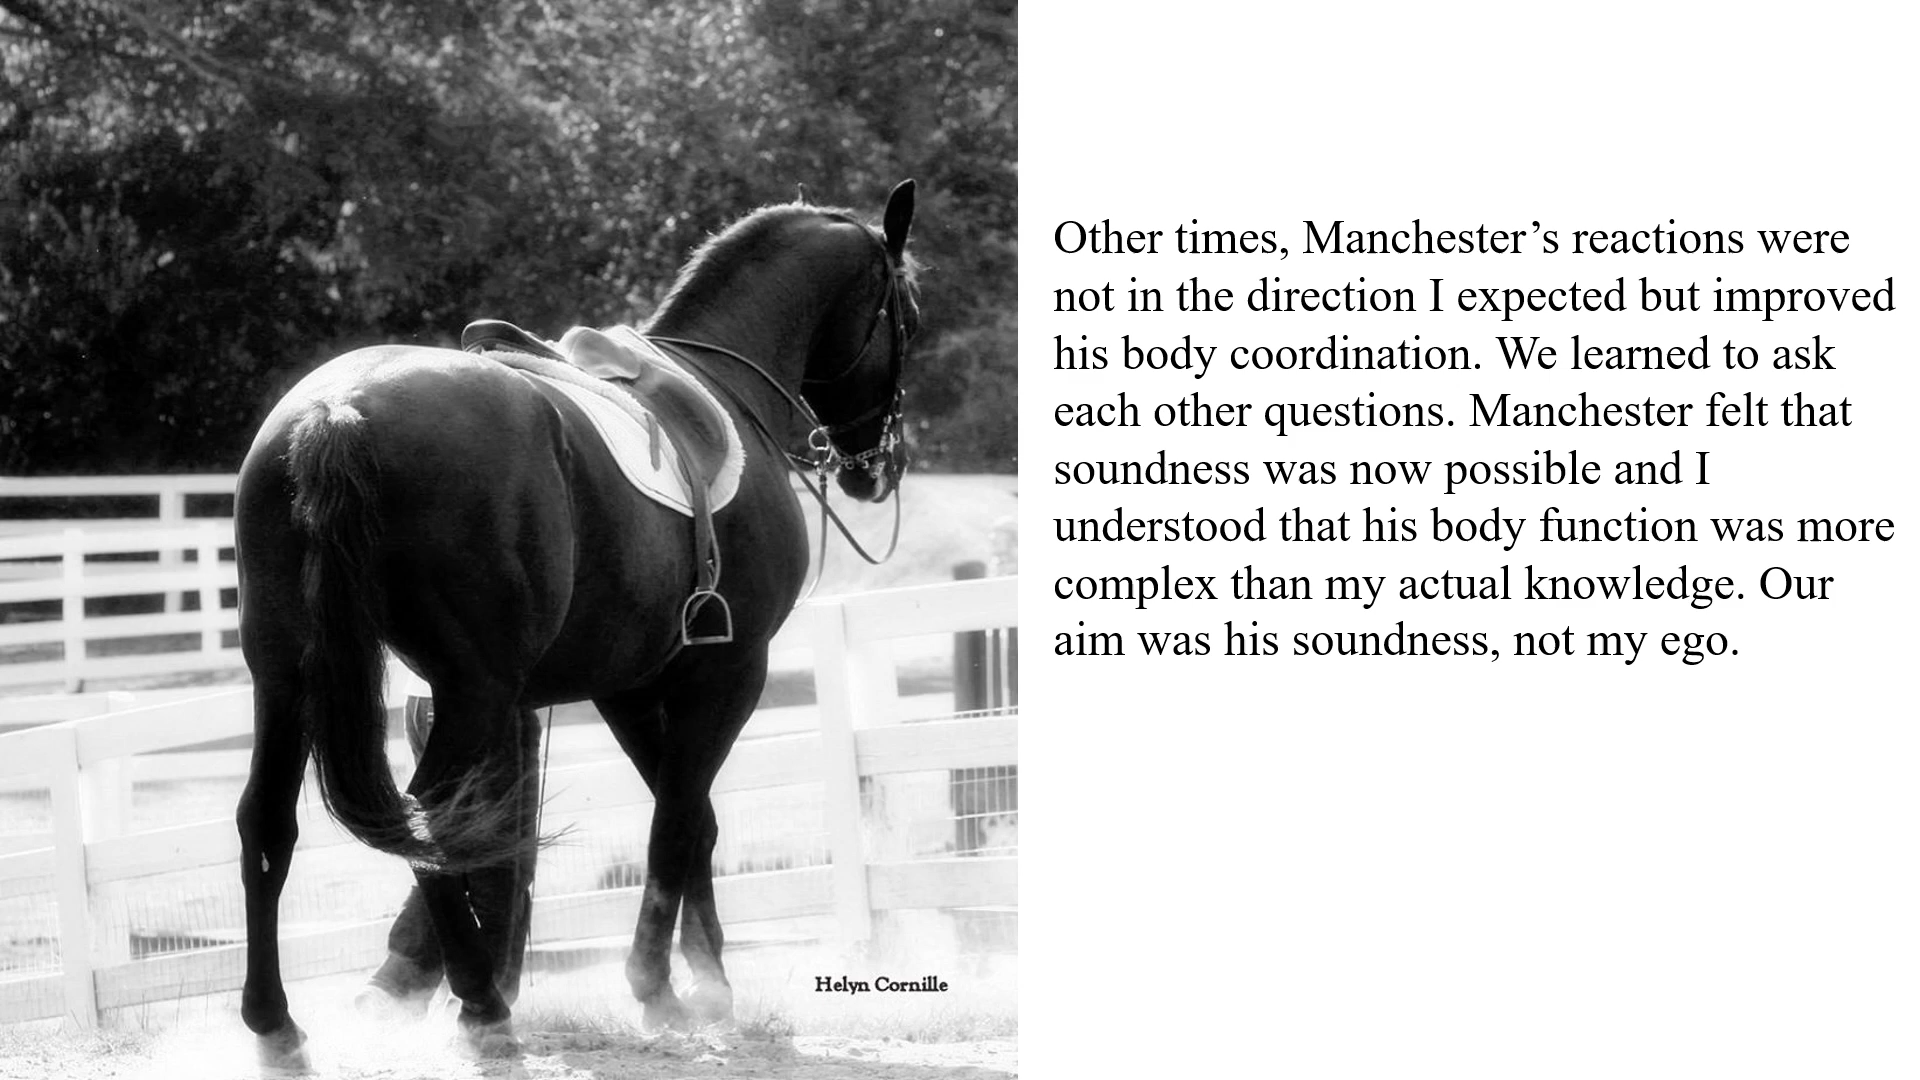 Other times, Manchester’s reactions were
not in the direction I expected but improved
his body coordination. We learned to ask
each other questions. Manchester felt that
soundness was now possible and I
understood that his body function was more
complex than my actual knowledge. Our
aim was his soundness, not my ego.
Helyn Cornille